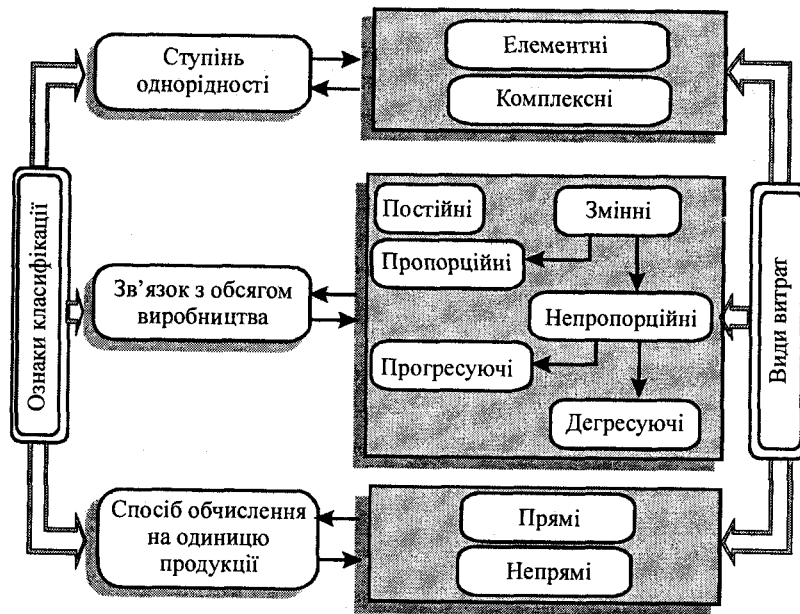 Ступінь
однорідності
Елементні
Комплексні
Ознаки класифікації
Зв’язок з обсягом
виробництва
Постійні
Змінні
Пропорційні
Непропорційні
Прогресуючі
Дегресуючі
Види витрат
Спосіб обчислення
на одиницю
продукції
Прямі
Непрямі